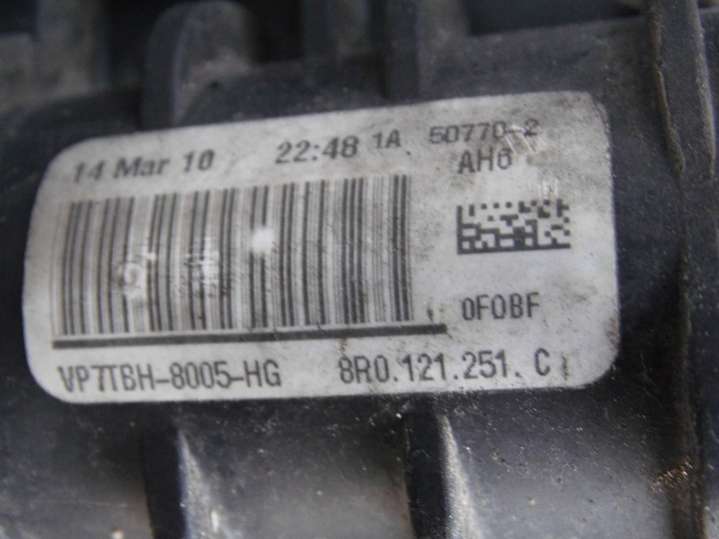 14 Mar 10 22:48 1A 50770-2
AH6
0F0BF
VP7TBH-8005-HG 8R0.121.251. C